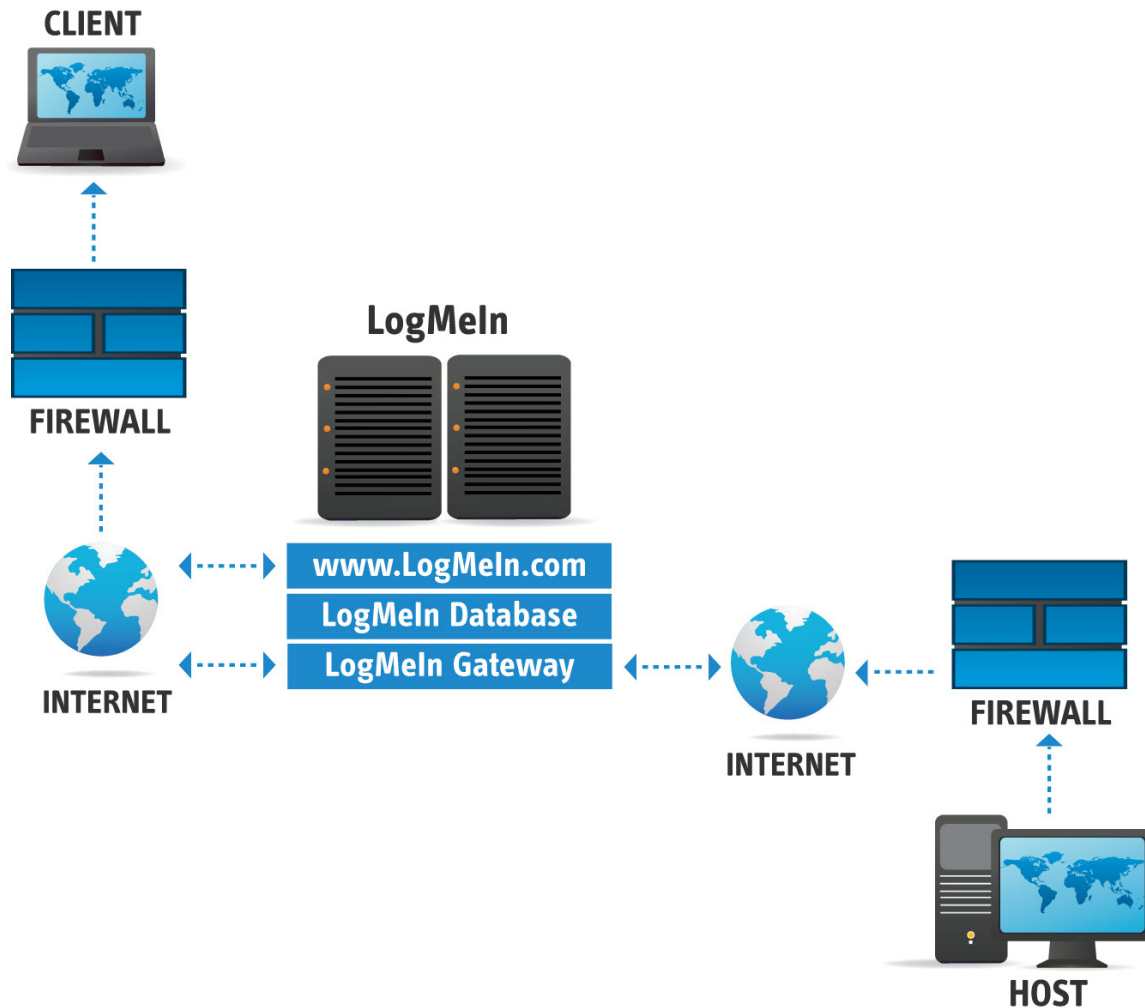 CLIENT
FIREWALL
INTERNET
LogMeIn
www.LogMeIn.com
LogMeIn Database
LogMeIn Gateway
INTERNET
FIREWALL
HOST